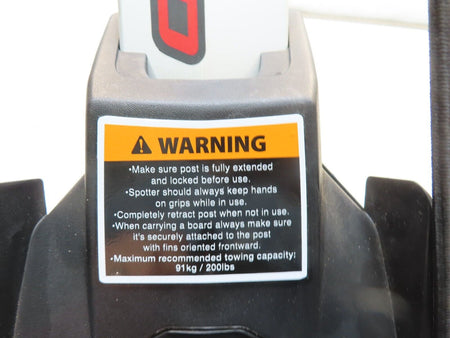 WARNING
•Make sure post is fully extended
and locked before use.
•Spotter should always keep hands
on grips while in use.
•Completely retract post when not in use.
•When carrying a board always make sure
it's securely attached to the post
with fins oriented frontward.
•Maximum recommended towing capacity:
91kg / 200lbs